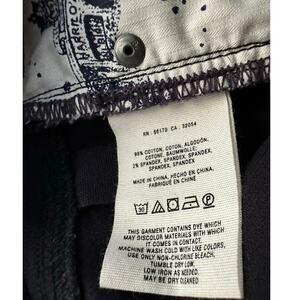 RN : 66170 CA : 32054
98% COTTON, COTON, ALGODÓN,
COTONE, BAUMWOLLE;
2% SPANDEX, SPANDEX, SPANDEX,
SPANDEX, SPANDEX
MADE IN CHINA, HECHO EN CHINA,
FABRIQUÉ EN CHINE
THIS GARMENT CONTAINS DYE WHICH
MAY DISCOLOR MATERIALS WITH WHICH
IT COMES IN CONTACT.
MACHINE WASH COLD WITH LIKE COLORS.
USE ONLY NON-CHLORINE BLEACH.
TUMBLE DRY LOW.
LOW IRON AS NEEDED.
MAY BE DRY CLEANED